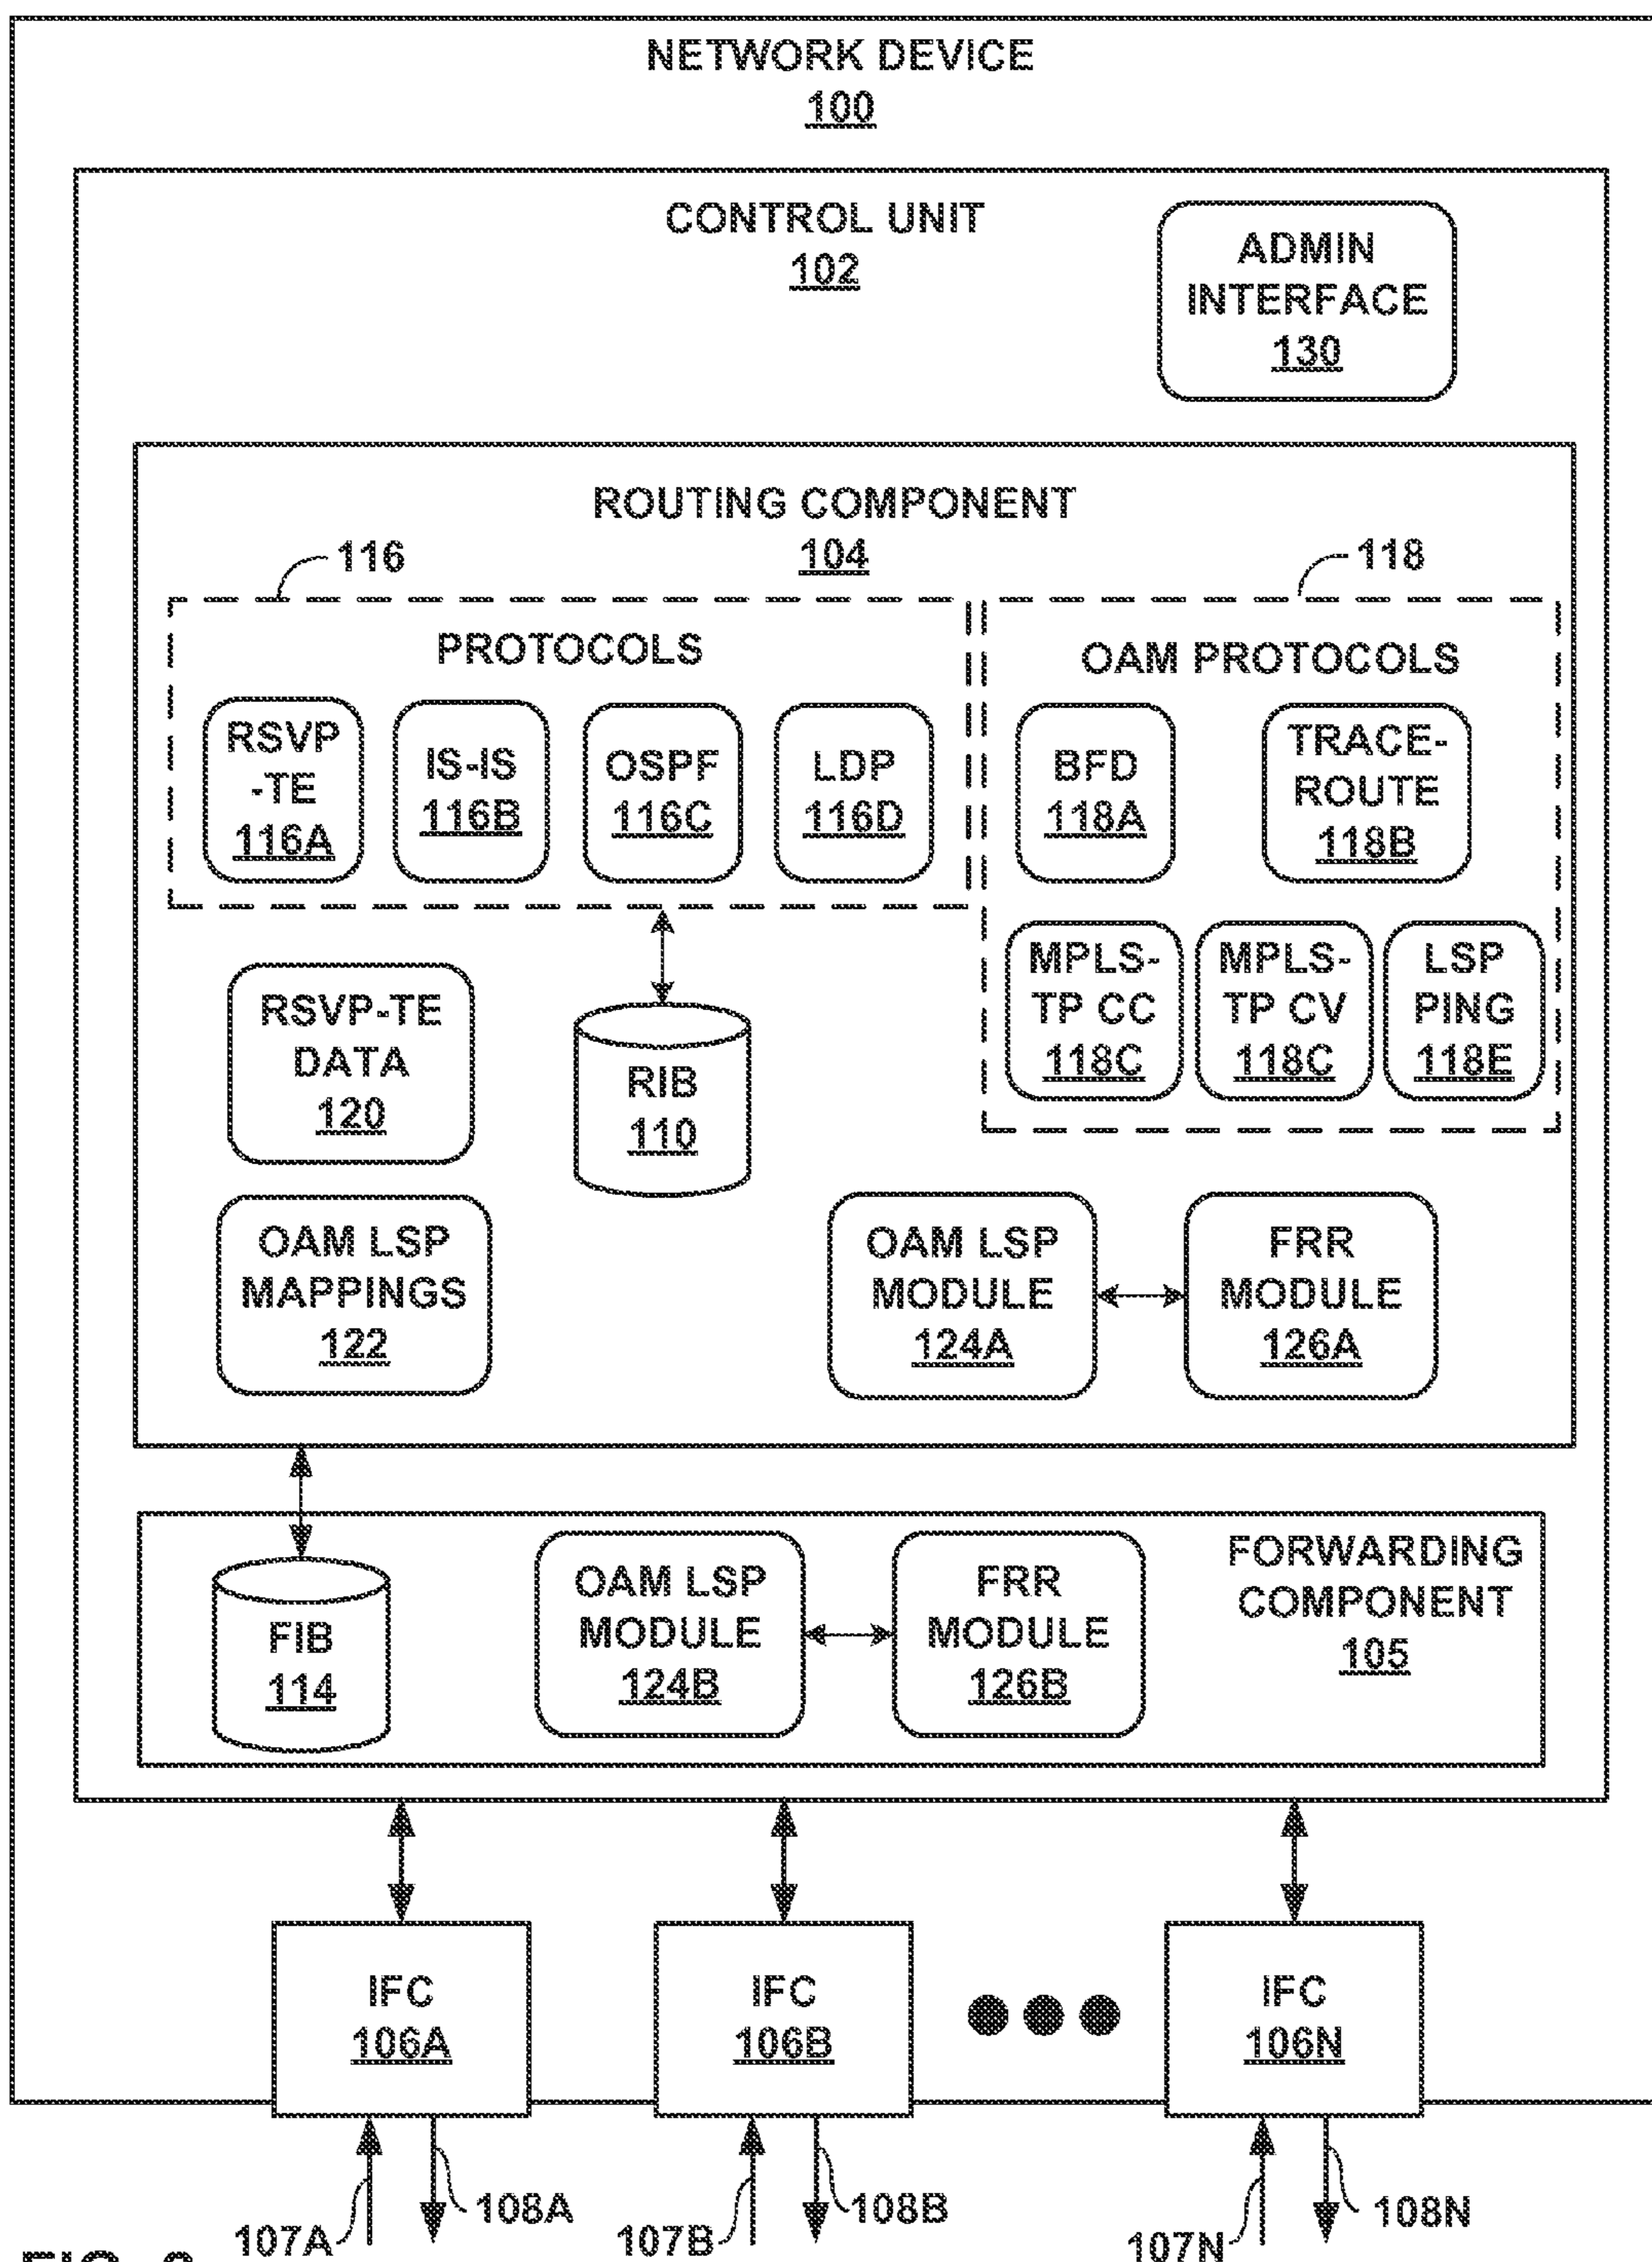 NETWORK DEVICE
100
CONTROL UNIT
102
ADMIN
INTERFACE
130
ROUTING COMPONENT
104
116
118
PROTOCOLS
RSVP
-TE
116A
IS-IS
116B
OSPF
116C
LDP
116D
OAM PROTOCOLS
BFD
118A
TRACE-
ROUTE
118B
MPLS-
TP CC
118C
MPLS-
TP CV
118C
LSP
PING
118E
RSVP-TE
DATA
120
RIB
110
OAM LSP
MAPPINGS
122
OAM LSP
MODULE
124A
FRR
MODULE
126A
FIB
114
OAM LSP
MODULE
124B
FRR
MODULE
126B
FORWARDING
COMPONENT
105
IFC
106A
IFC
106B
IFC
106N
107A
108A
107B
108B
107N
108N
FIG.